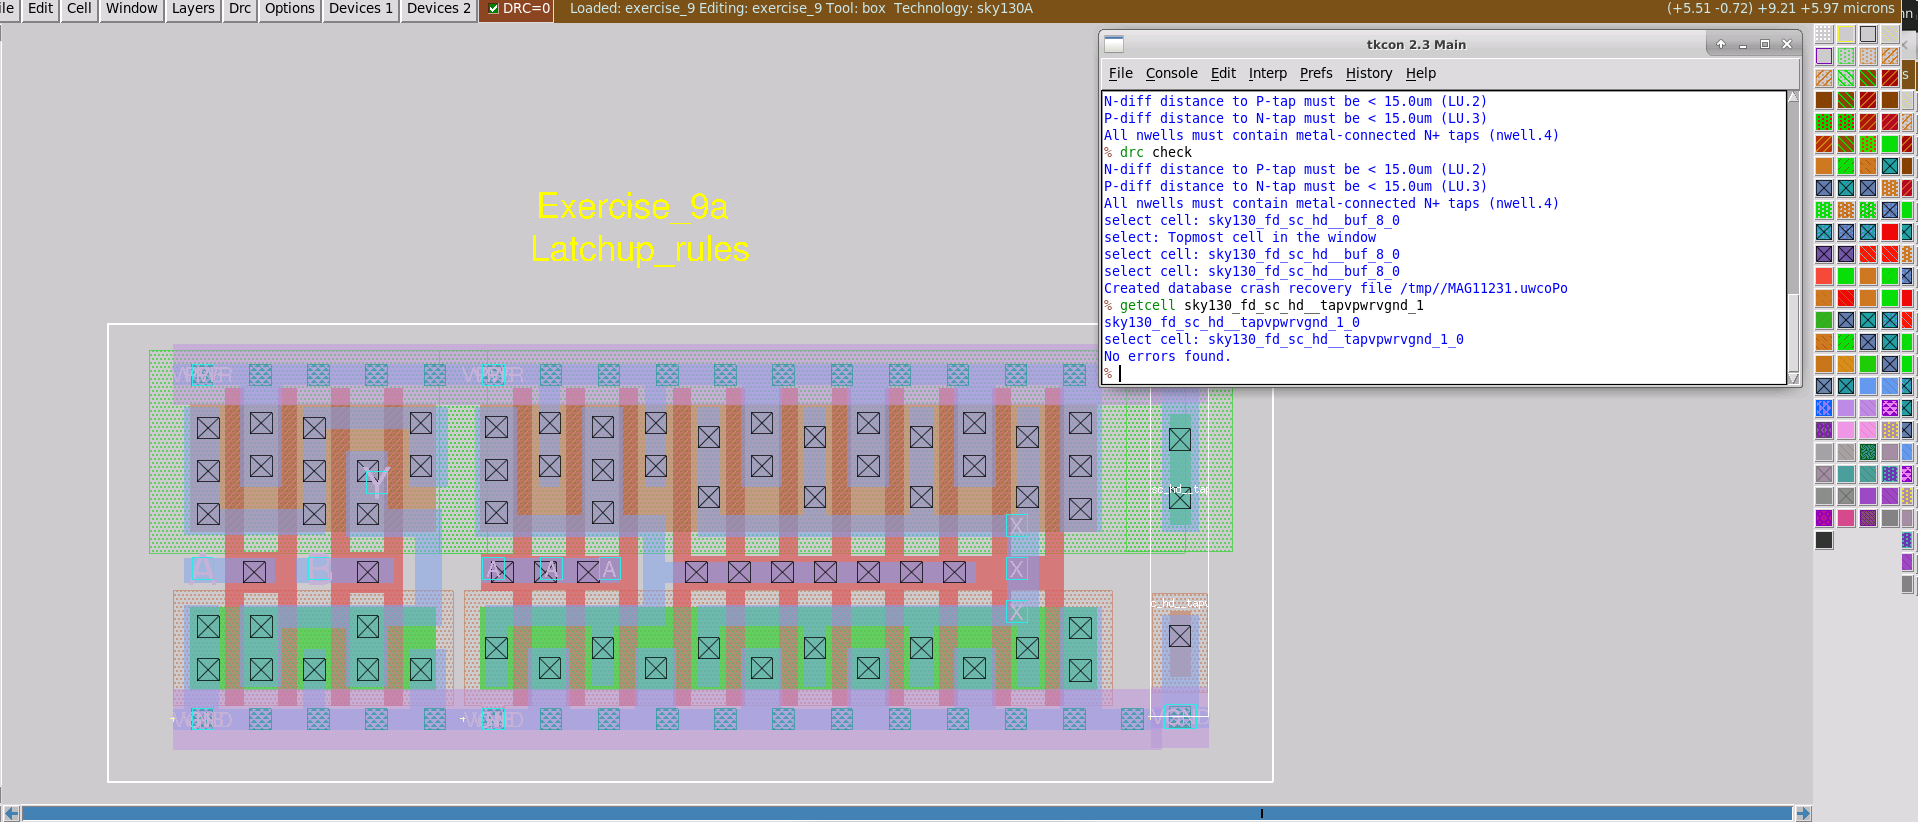 ile Edit Cell Window Layers Drc Options Devices 1 Devices 2 DRC=0 Loaded: exercise_9 Editing: exercise_9 Tool: box Technology: sky130A (+5.51 -0.72) +9.21 +5.97 microns
tkcon 2.3 Main
File Console Edit Interp Prefs History Help
N-diff distance to P-tap must be < 15.0um (LU.2)
P-diff distance to N-tap must be < 15.0um (LU.3)
All nwells must contain metal-connected N+ taps (nwell.4)
% drc check
N-diff distance to P-tap must be < 15.0um (LU.2)
P-diff distance to N-tap must be < 15.0um (LU.3)
All nwells must contain metal-connected N+ taps (nwell.4)
select cell: sky130_fd_sc_hd__buf_8_0
select: Topmost cell in the window
select cell: sky130_fd_sc_hd__buf_8_0
select cell: sky130_fd_sc_hd__buf_8_0
Created database crash recovery file /tmp//MAG11231.uwcoPo
% getcell sky130_fd_sc_hd__tapvpwrvgnd_1
sky130_fd_sc_hd__tapvpwrvgnd_1_0
select cell: sky130_fd_sc_hd__tapvpwrvgnd_1_0
No errors found.
%
Exercise_9a
Latchup_rules
Y
X
A B A A A X
X